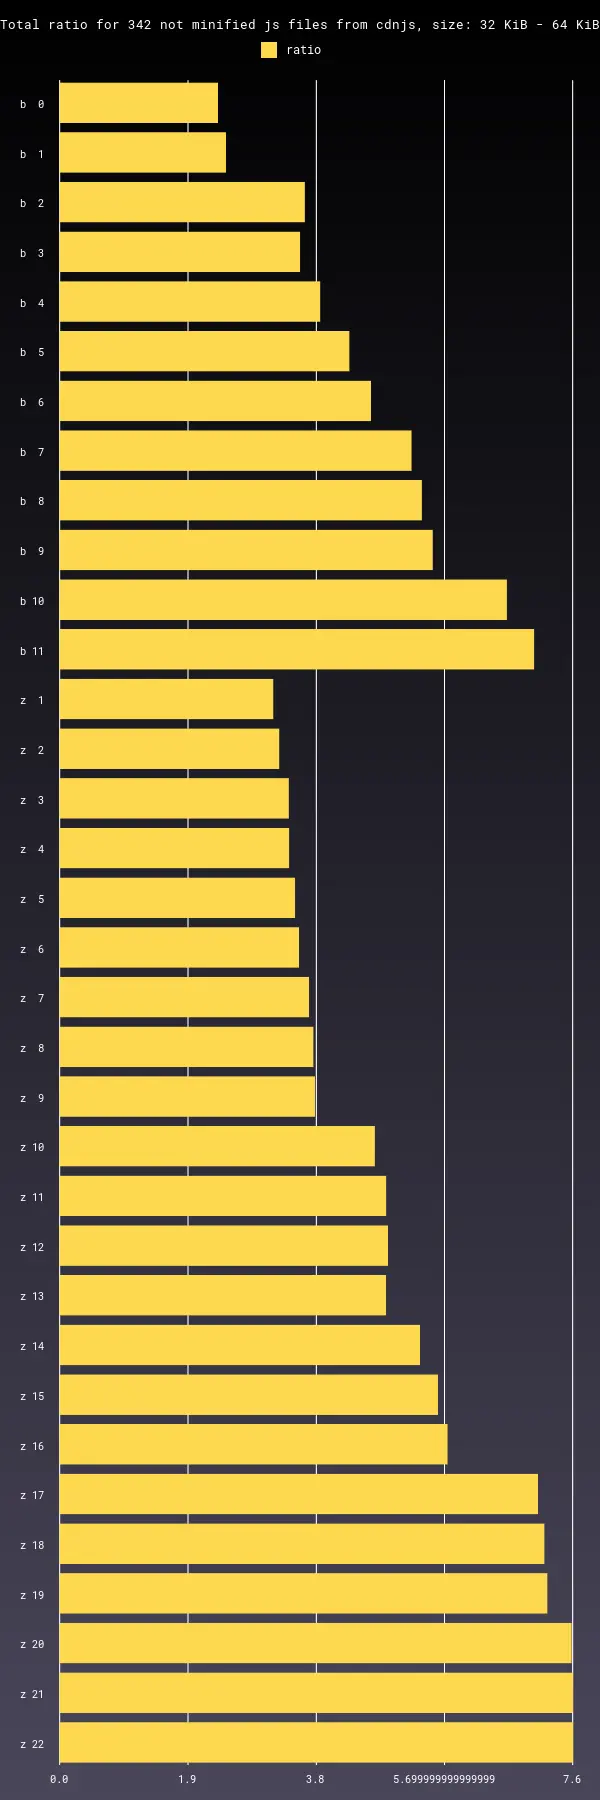 Total ratio for 342 not minified js files from cdnjs, size: 32 KiB - 64 KiB
ratio
b 0
b 1
b 2
b 3
b 4
b 5
b 6
b 7
b 8
b 9
b 10
b 11
z 1
z 2
z 3
z 4
z 5
z 6
z 7
z 8
z 9
z 10
z 11
z 12
z 13
z 14
z 15
z 16
z 17
z 18
z 19
z 20
z 21
z 22
0.0 1.9 3.8 5.699999999999999 7.6